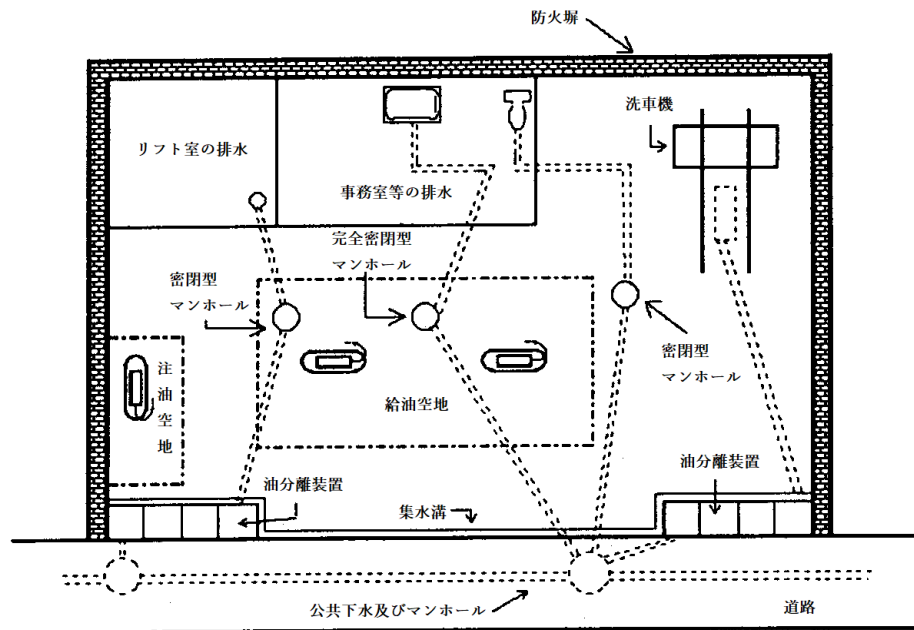 防火塀
洗車機
リフト室の排水
事務室等の排水
完全密閉型
マンホール
密閉型
マンホール
密閉型
マンホール
注油空地
給油空地
油分離装置
油分離装置
集水溝
公共下水及びマンホール
道路